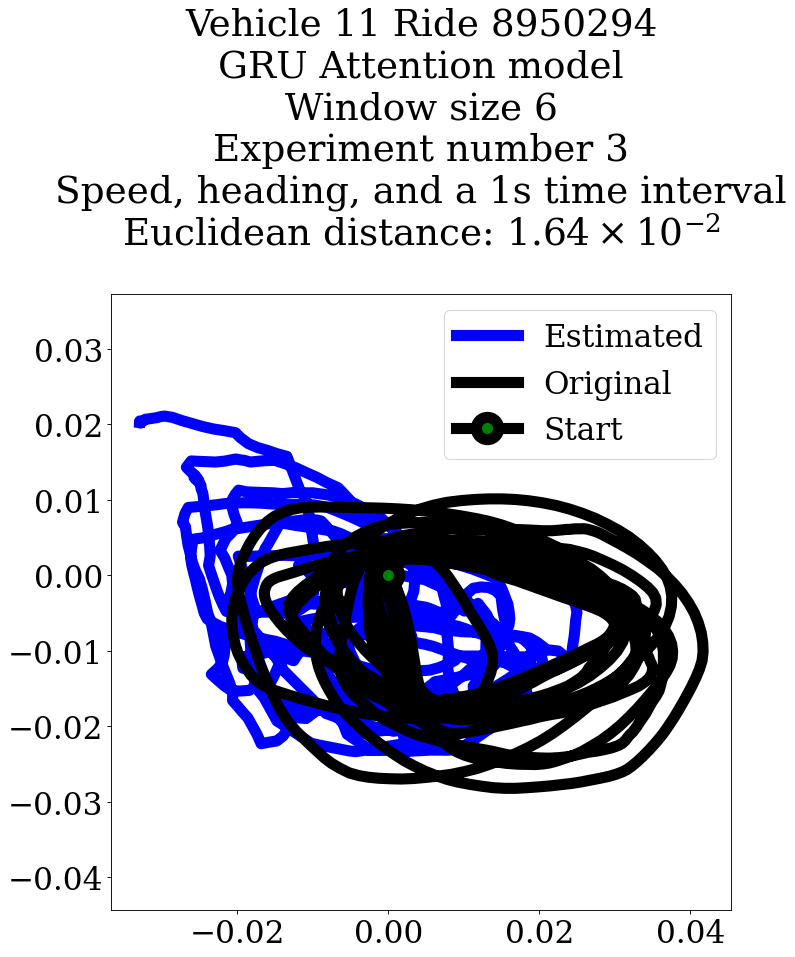 Vehicle 11 Ride 8950294
GRU Attention model
Window size 6
Experiment number 3
Speed, heading, and a 1s time interval
Euclidean distance: 1.64 × 10⁻²
Estimated
Original
Start
0.03
0.02
0.01
0.00
−0.01
−0.02
−0.03
−0.04
−0.02
0.00
0.02
0.04